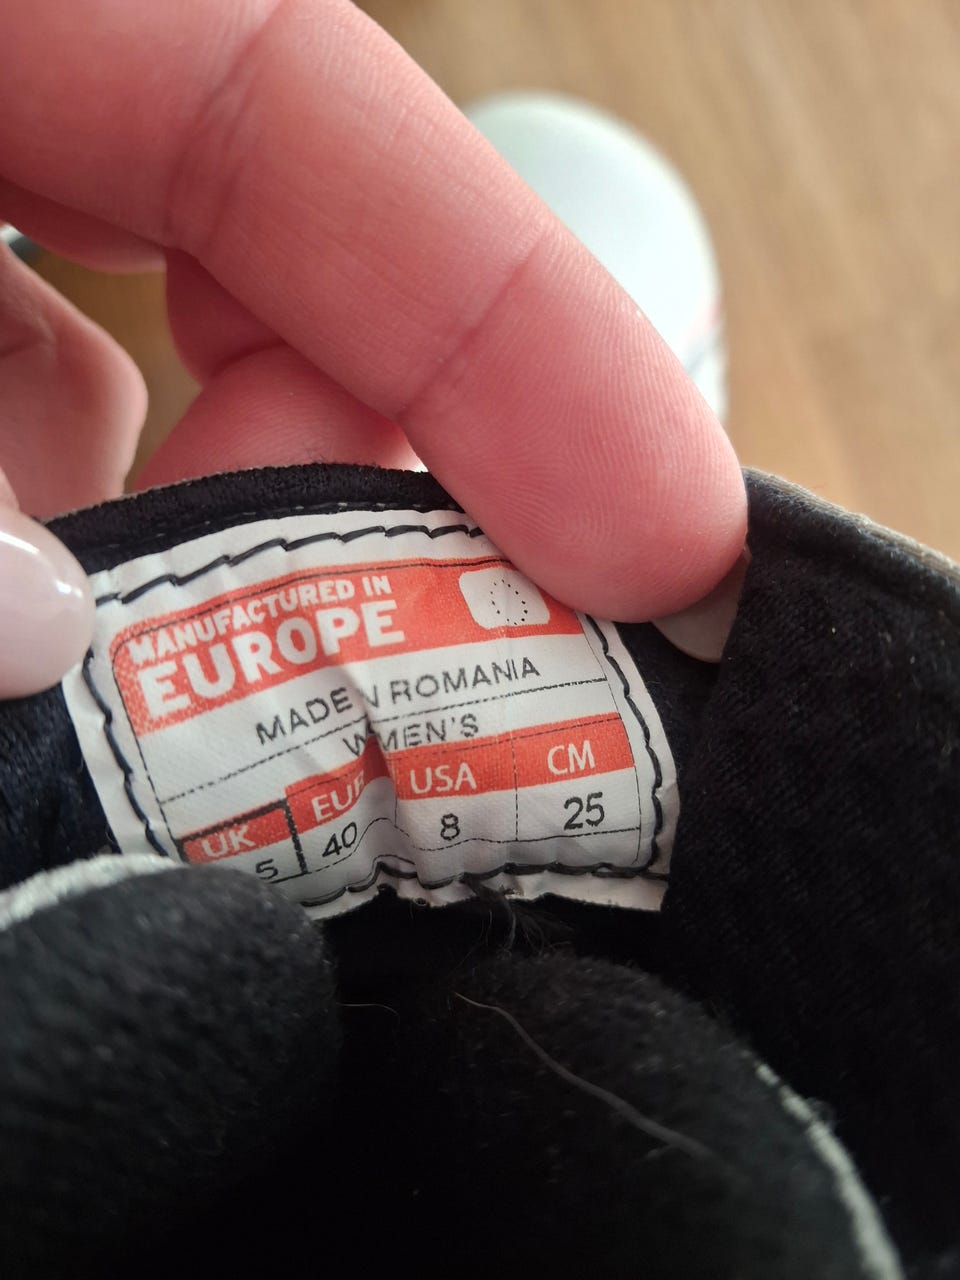 MANUFACTURED IN
EUROPE
MADE IN ROMANIA
WOMEN'S
UK EUR USA CM
5 40 8 25